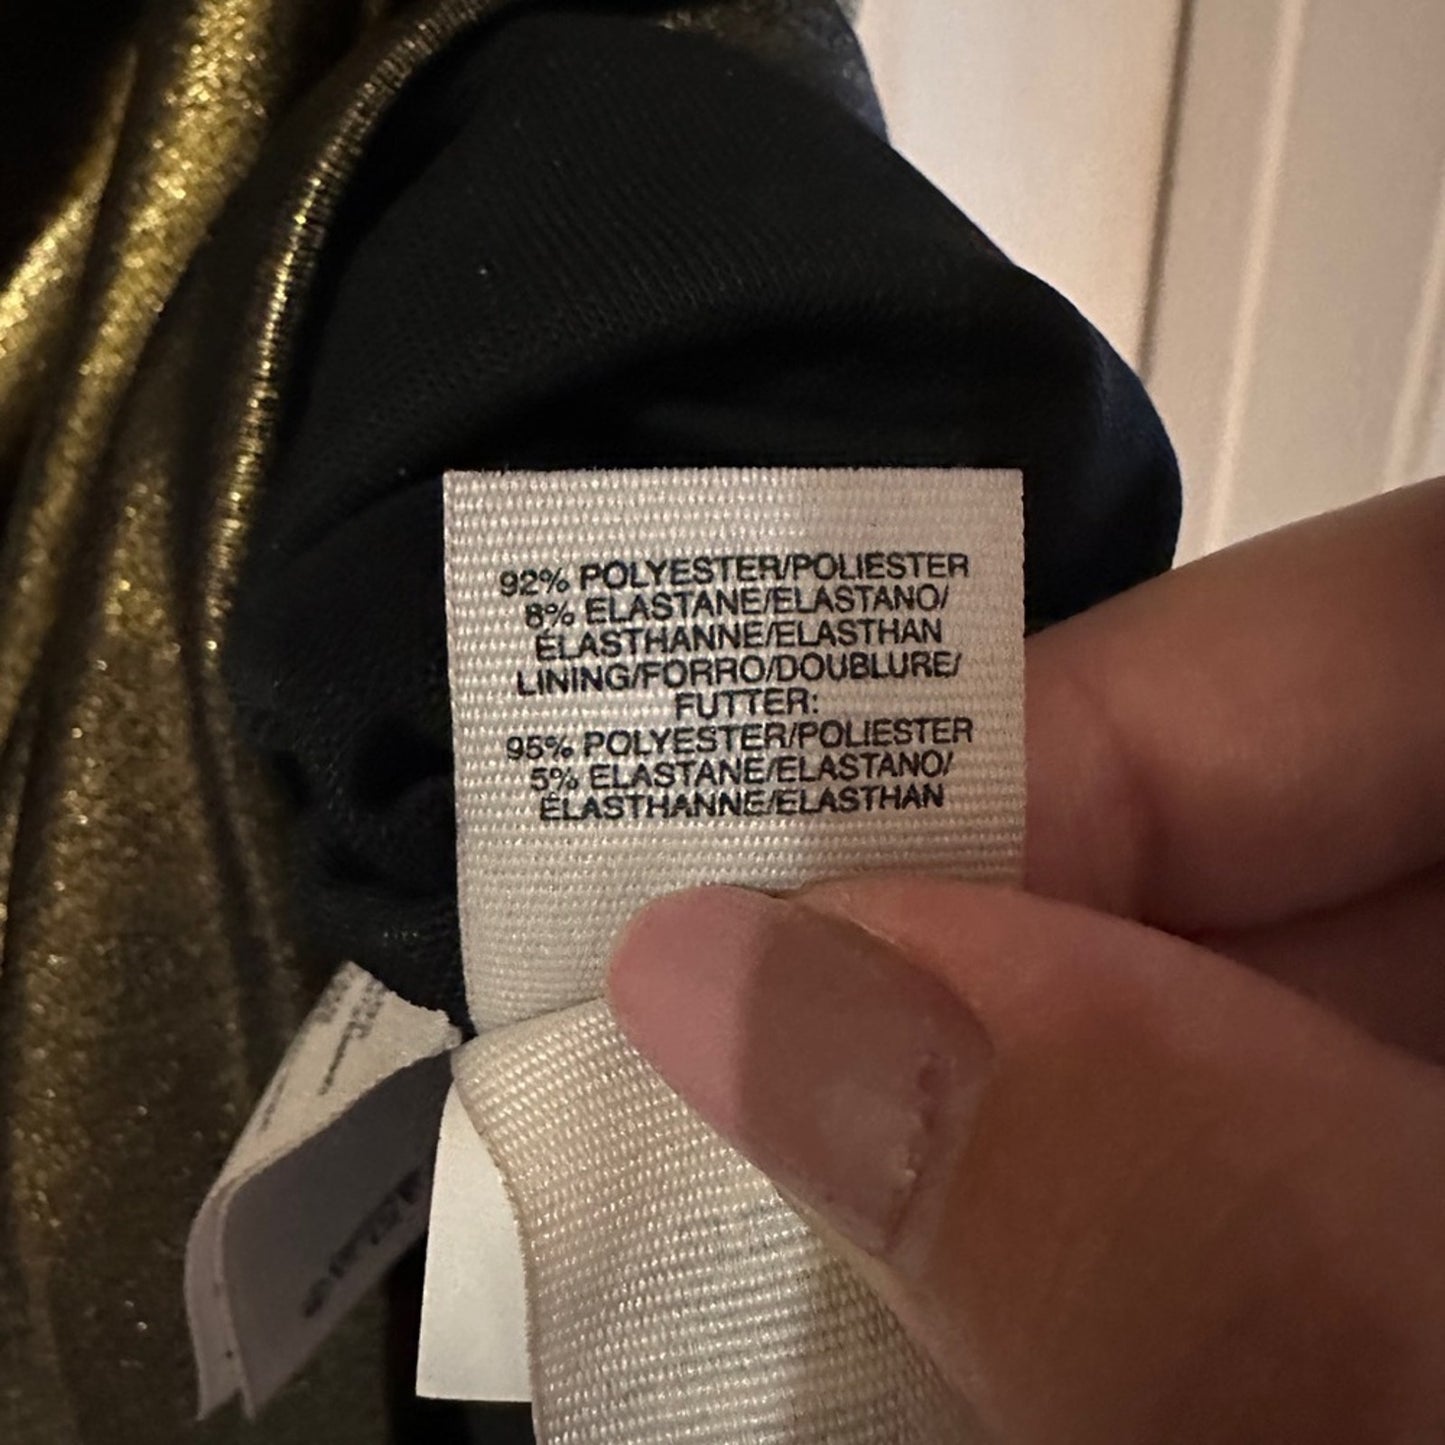 92% POLYESTER/POLIESTER
8% ELASTANE/ELASTANO/
ÉLASTHANNE/ELASTHAN
LINING/FORRO/DOUBLURE/
FUTTER:
95% POLYESTER/POLIESTER
5% ELASTANE/ELASTANO/
ÉLASTHANNE/ELASTHAN